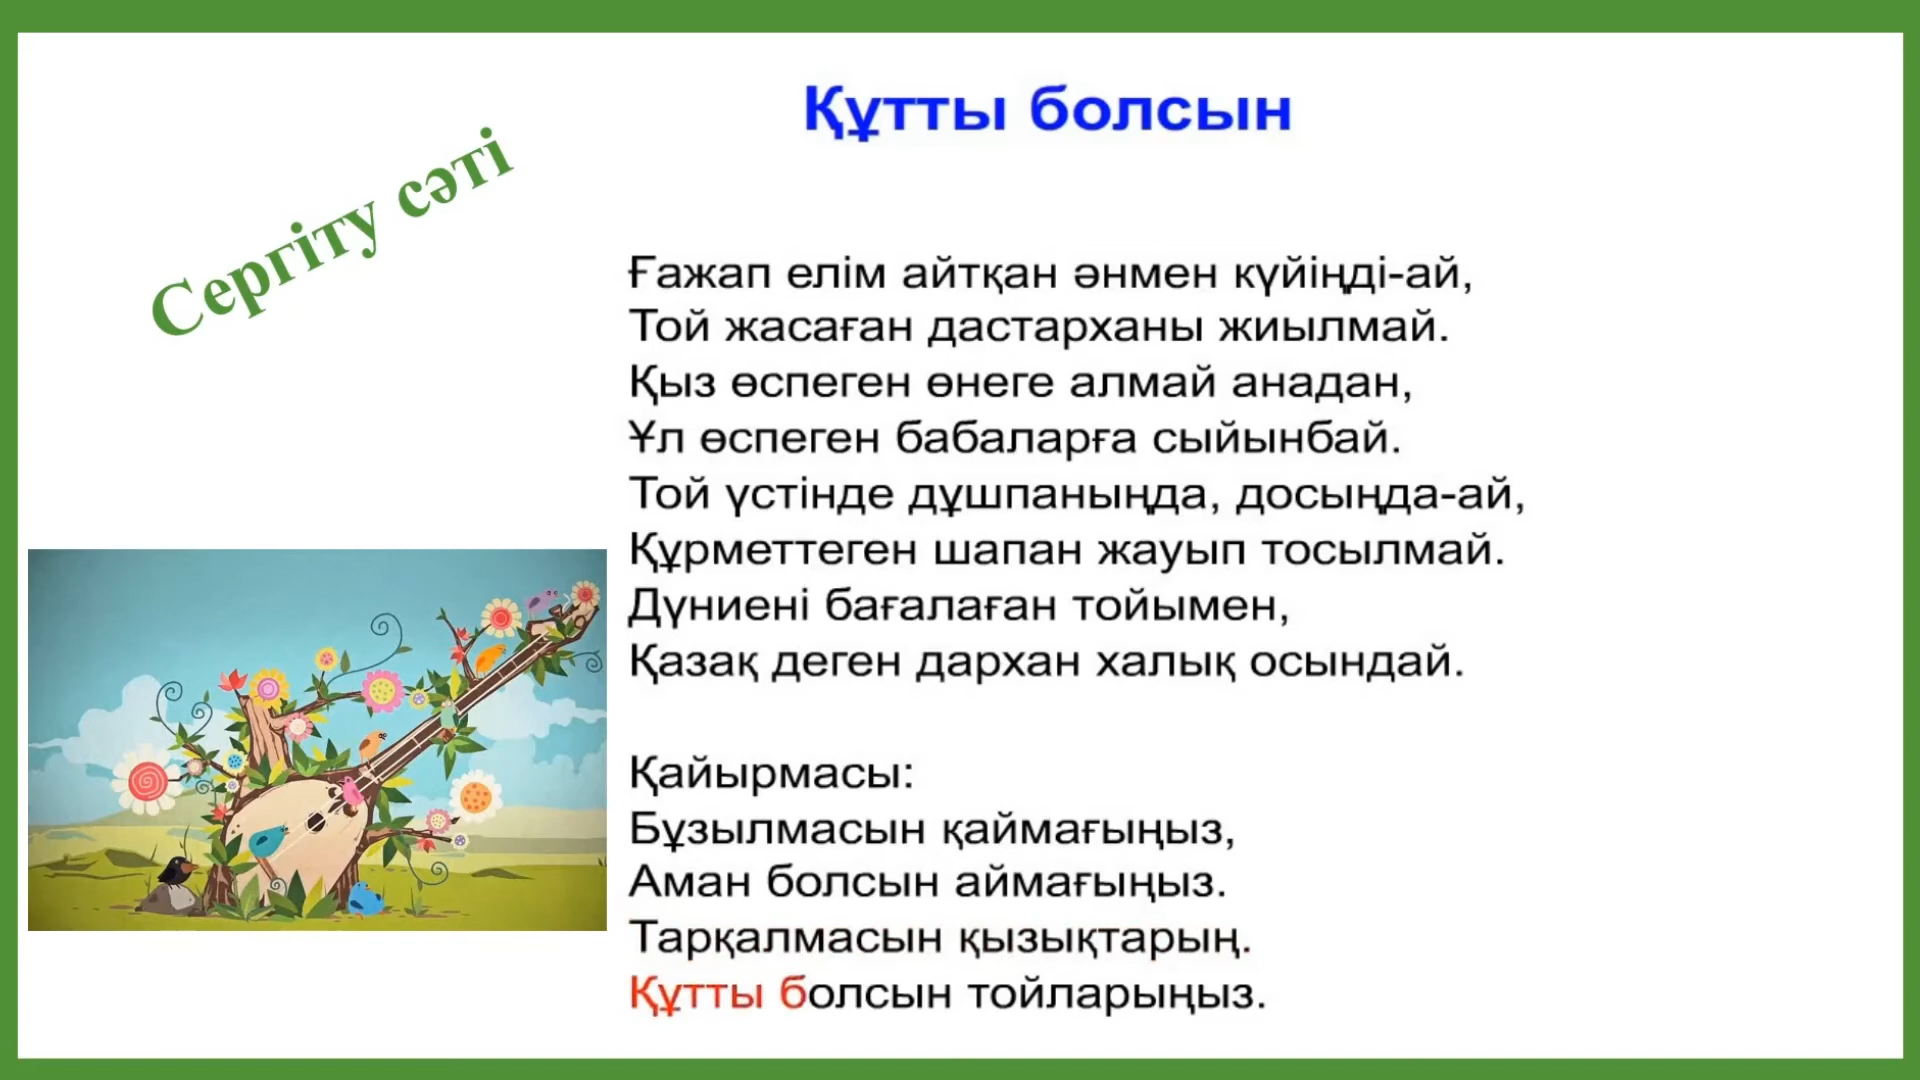 Құтты болсын
Сергіту сәті
Ғажап елім айтқан әнмен күйіңді-ай,
Той жасаған дастарханы жиылмай.
Қыз өспеген өнеге алмай анадан,
Ұл өспеген бабаларға сыйынбай.
Той үстінде дұшпаныңда, досыңда-ай,
Құрметтеген шапан жауып тосылмай.
Дүниені бағалаған тойымен,
Қазақ деген дархан халық осындай.
Қайырмасы:
Бұзылмасын қаймағыңыз,
Аман болсын аймағыңыз.
Тарқалмасын қызықтарың.
Құтты болсын тойларыңыз.